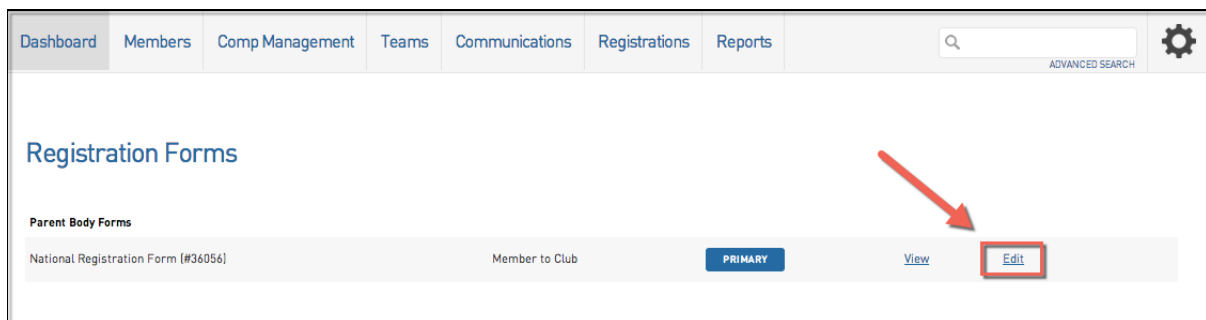 Dashboard Members Comp Management Teams Communications Registrations Reports
ADVANCED SEARCH
Registration Forms
Parent Body Forms
National Registration Form (#36056) Member to Club PRIMARY View Edit